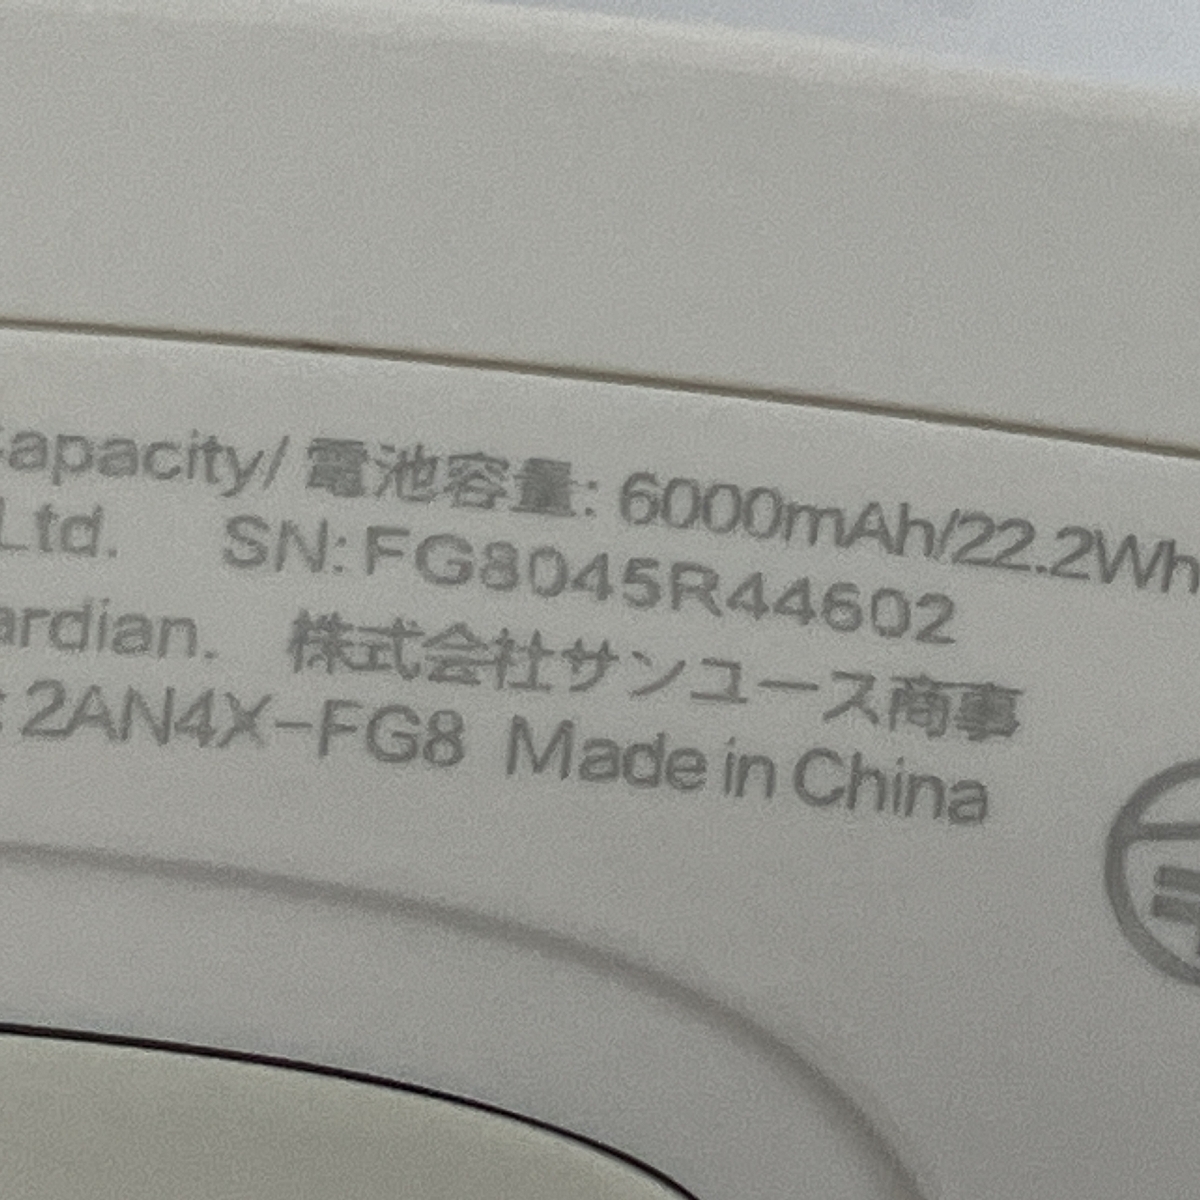 Capacity/ 電池容量: 6000mAh/22.2Wh
Ltd. SN: FG8045R44602
ardian. 株式会社サンユース商事
: 2AN4X-FG8 Made in China